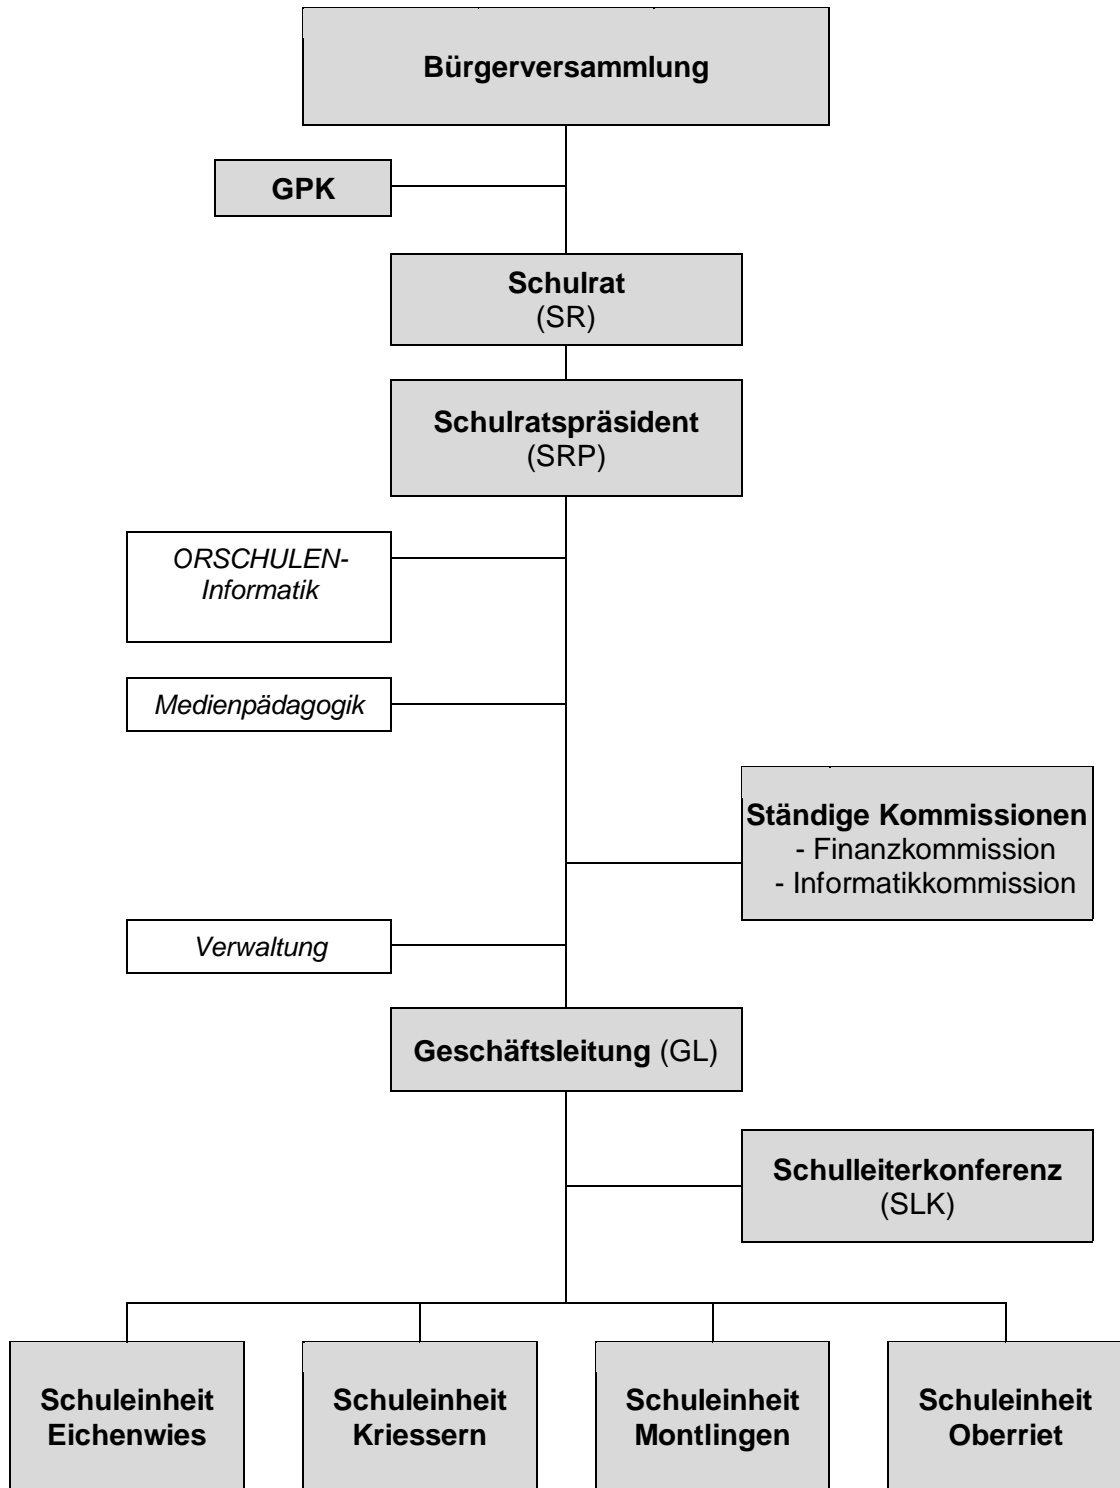 Bürgerversammlung
GPK
Schulrat
(SR)
Schulratspräsident
(SRP)
ORSCHULEN-
Informatik
Medienpädagogik
Ständige Kommissionen
- Finanzkommission
- Informatikkommission
Verwaltung
Geschäftsleitung (GL)
Schulleiterkonferenz
(SLK)
Schuleinheit
Eichenwies
Schuleinheit
Kriessern
Schuleinheit
Montlingen
Schuleinheit
Oberriet